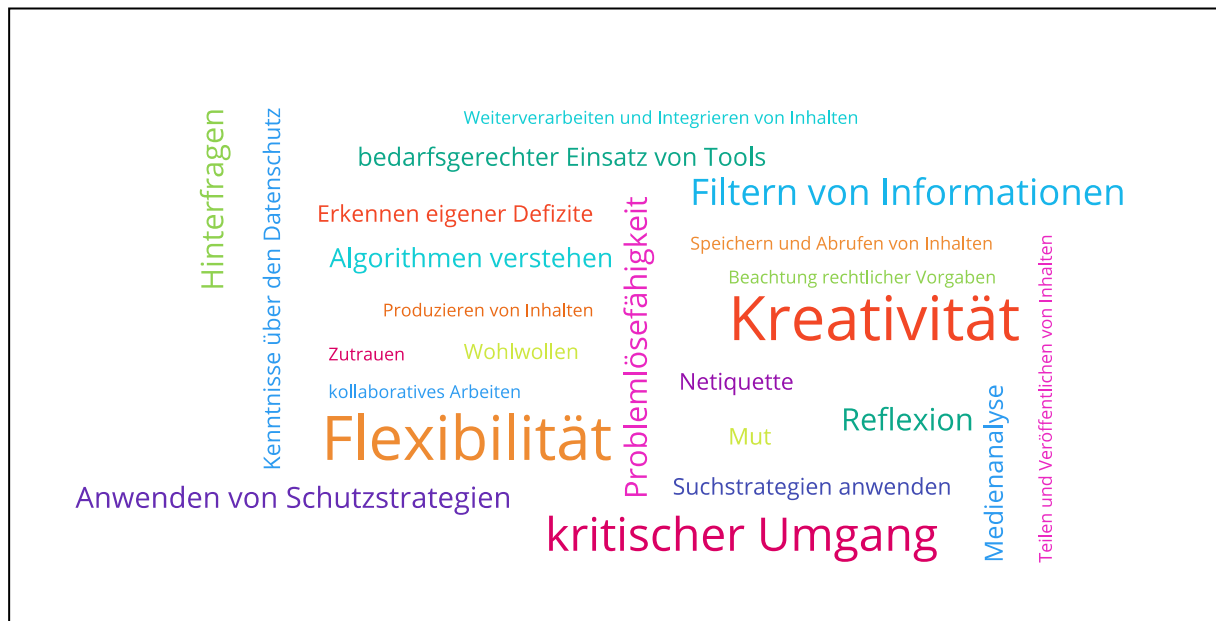 Weiterverarbeiten und Integrieren von Inhalten
Hinterfragen
Kenntnisse über den Datenschutz
bedarfsgerechter Einsatz von Tools
Filtern von Informationen
Erkennen eigener Defizite
Problemlösefähigkeit
Speichern und Abrufen von Inhalten
Teilen und Veröffentlichen von Inhalten
Algorithmen verstehen
Beachtung rechtlicher Vorgaben
Produzieren von Inhalten
Kreativität
Zutrauen
Wohlwollen
Netiquette
kollaboratives Arbeiten
Medienanalyse
Flexibilität
Reflexion
Mut
Suchstrategien anwenden
Anwenden von Schutzstrategien
kritischer Umgang